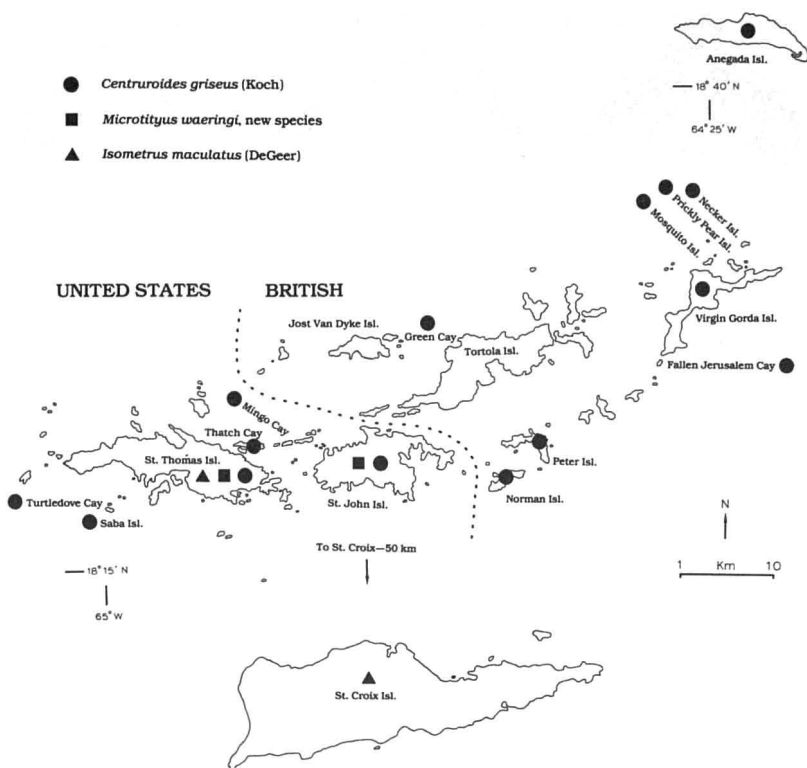 Anegada Isl.
18° 40' N
64° 25' W
Centruroides griseus (Koch)
Microtityus waeringi, new species
Isometrus maculatus (DeGeer)
Necker Isl.
Prickly Pear Isl.
Mosquito Isl.
UNITED STATES
BRITISH
Jost Van Dyke Isl.
Green Cay
Tortola Isl.
Virgin Gorda Isl.
Fallen Jerusalem Cay
Mingo Cay
Thatch Cay
St. Thomas Isl.
Peter Isl.
Turtledove Cay
St. John Isl.
Norman Isl.
Saba Isl.
N
To St. Croix—50 km
18° 15' N
65° W
1 Km 10
St. Croix Isl.